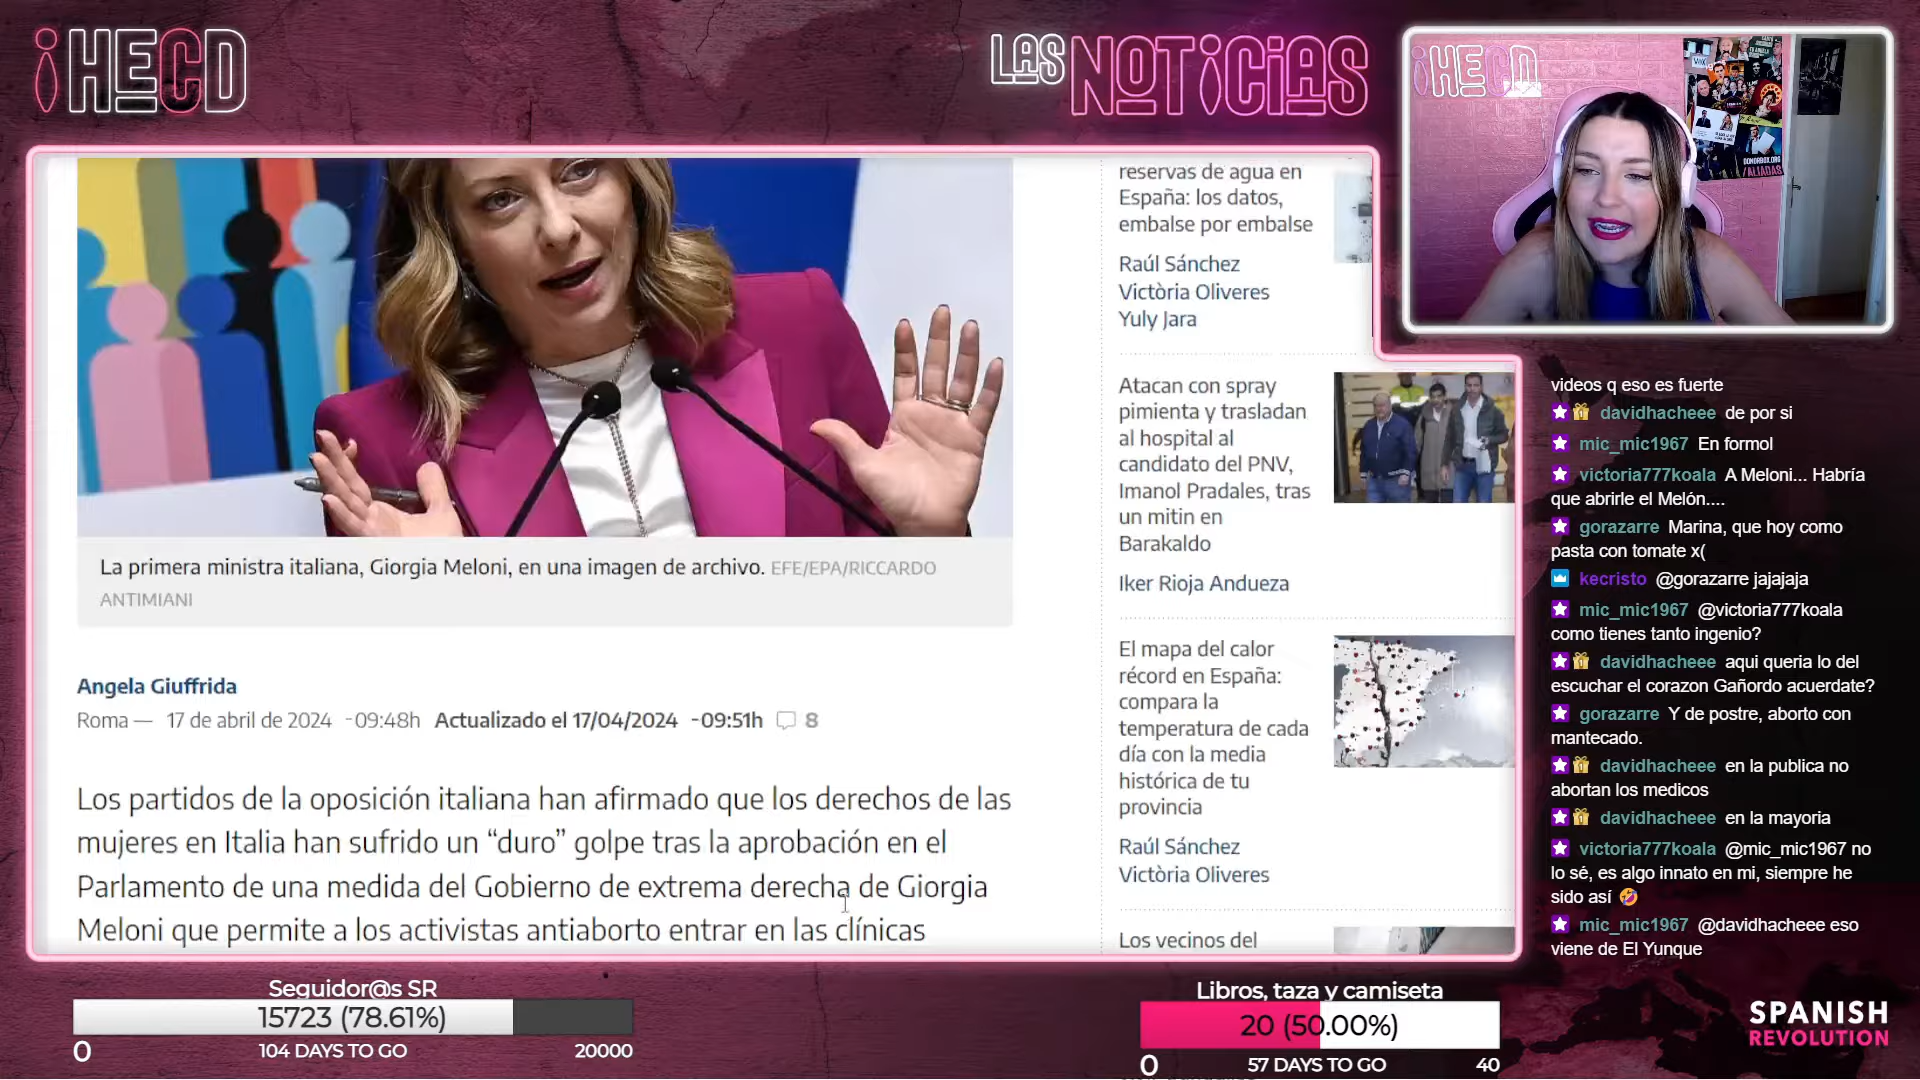 ¡HECD
LAS NOTICIAS
¡HECD
reservas de agua en
España: los datos,
embalse por embalse
Raúl Sánchez
Victòria Oliveres
Yuly Jara
Atacan con spray
pimienta y trasladan
al hospital al
candidato del PNV,
Imanol Pradales, tras
un mitin en
Barakaldo
Iker Rioja Andueza
El mapa del calor
récord en España:
compara la
temperatura de cada
día con la media
histórica de tu
provincia
Raúl Sánchez
Victòria Oliveres
Los vecinos del
La primera ministra italiana, Giorgia Meloni, en una imagen de archivo. EFE/EPA/RICCARDO
ANTIMIANI
Angela Giuffrida
Roma — 17 de abril de 2024 -09:48h Actualizado el 17/04/2024 -09:51h 8
Los partidos de la oposición italiana han afirmado que los derechos de las
mujeres en Italia han sufrido un “duro” golpe tras la aprobación en el
Parlamento de una medida del Gobierno de extrema derecha de Giorgia
Meloni que permite a los activistas antiaborto entrar en las clínicas
DONORBOX.ORG
/ALIADAS
videos q eso es fuerte
davidhacheee de por si
mic_mic1967 En formol
victoria777koala A Meloni... Habría
que abrirle el Melón....
gorazarre Marina, que hoy como
pasta con tomate x(
kecristo @gorazarre jajajaja
mic_mic1967 @victoria777koala
como tienes tanto ingenio?
davidhacheee aqui queria lo del
escuchar el corazon Gañordo acuerdate?
gorazarre Y de postre, aborto con
mantecado.
davidhacheee en la publica no
abortan los medicos
davidhacheee en la mayoria
victoria777koala @mic_mic1967 no
lo sé, es algo innato en mi, siempre he
sido así 🤣
mic_mic1967 @davidhacheee eso
viene de El Yunque
Seguidor@s SR
15723 (78.61%)
0 104 DAYS TO GO 20000
Libros, taza y camiseta
20 (50.00%)
0 57 DAYS TO GO 40
SPANISH
REVOLUTION